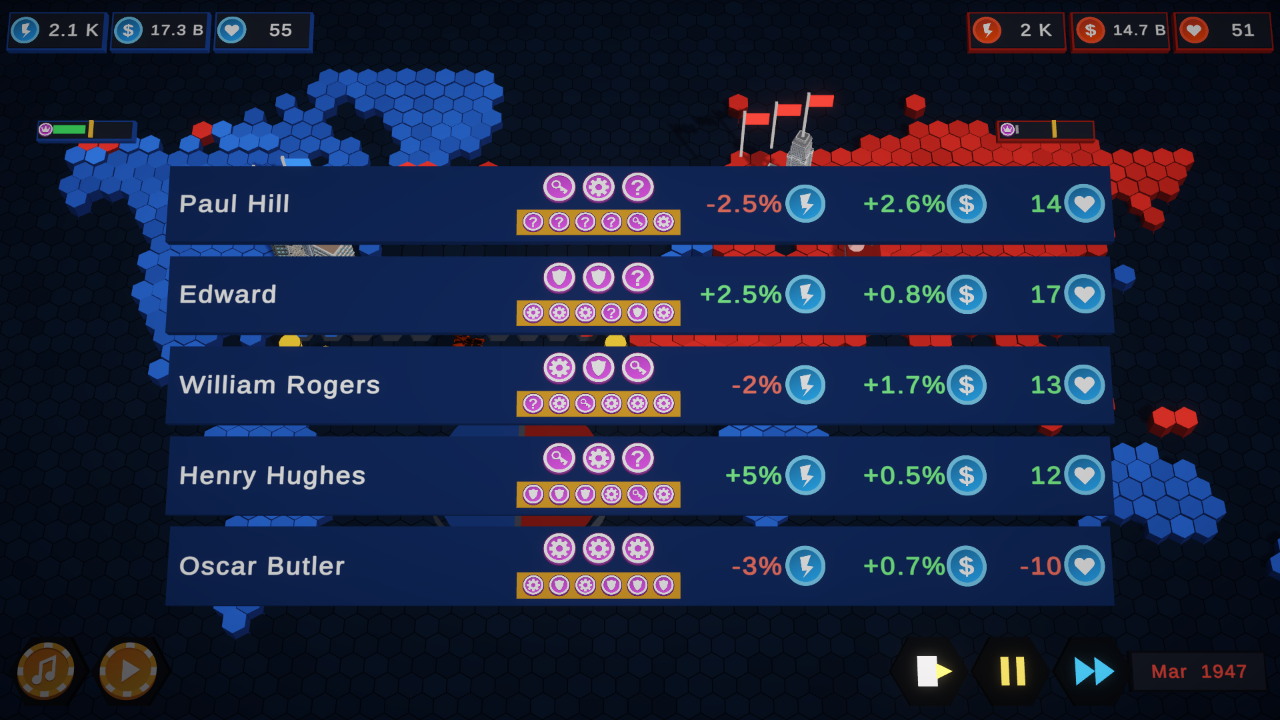 2.1 K $ 17.3 B 55 2 K $ 14.7 B 51
Paul Hill ? -2.5% +2.6% $ 14
? ? ? ?
Edward ? +2.5% +0.8% $ 17
?
William Rogers -2% +1.7% $ 13
?
Henry Hughes ? +5% +0.5% $ 12
Oscar Butler -3% +0.7% $ -10
Mar 1947